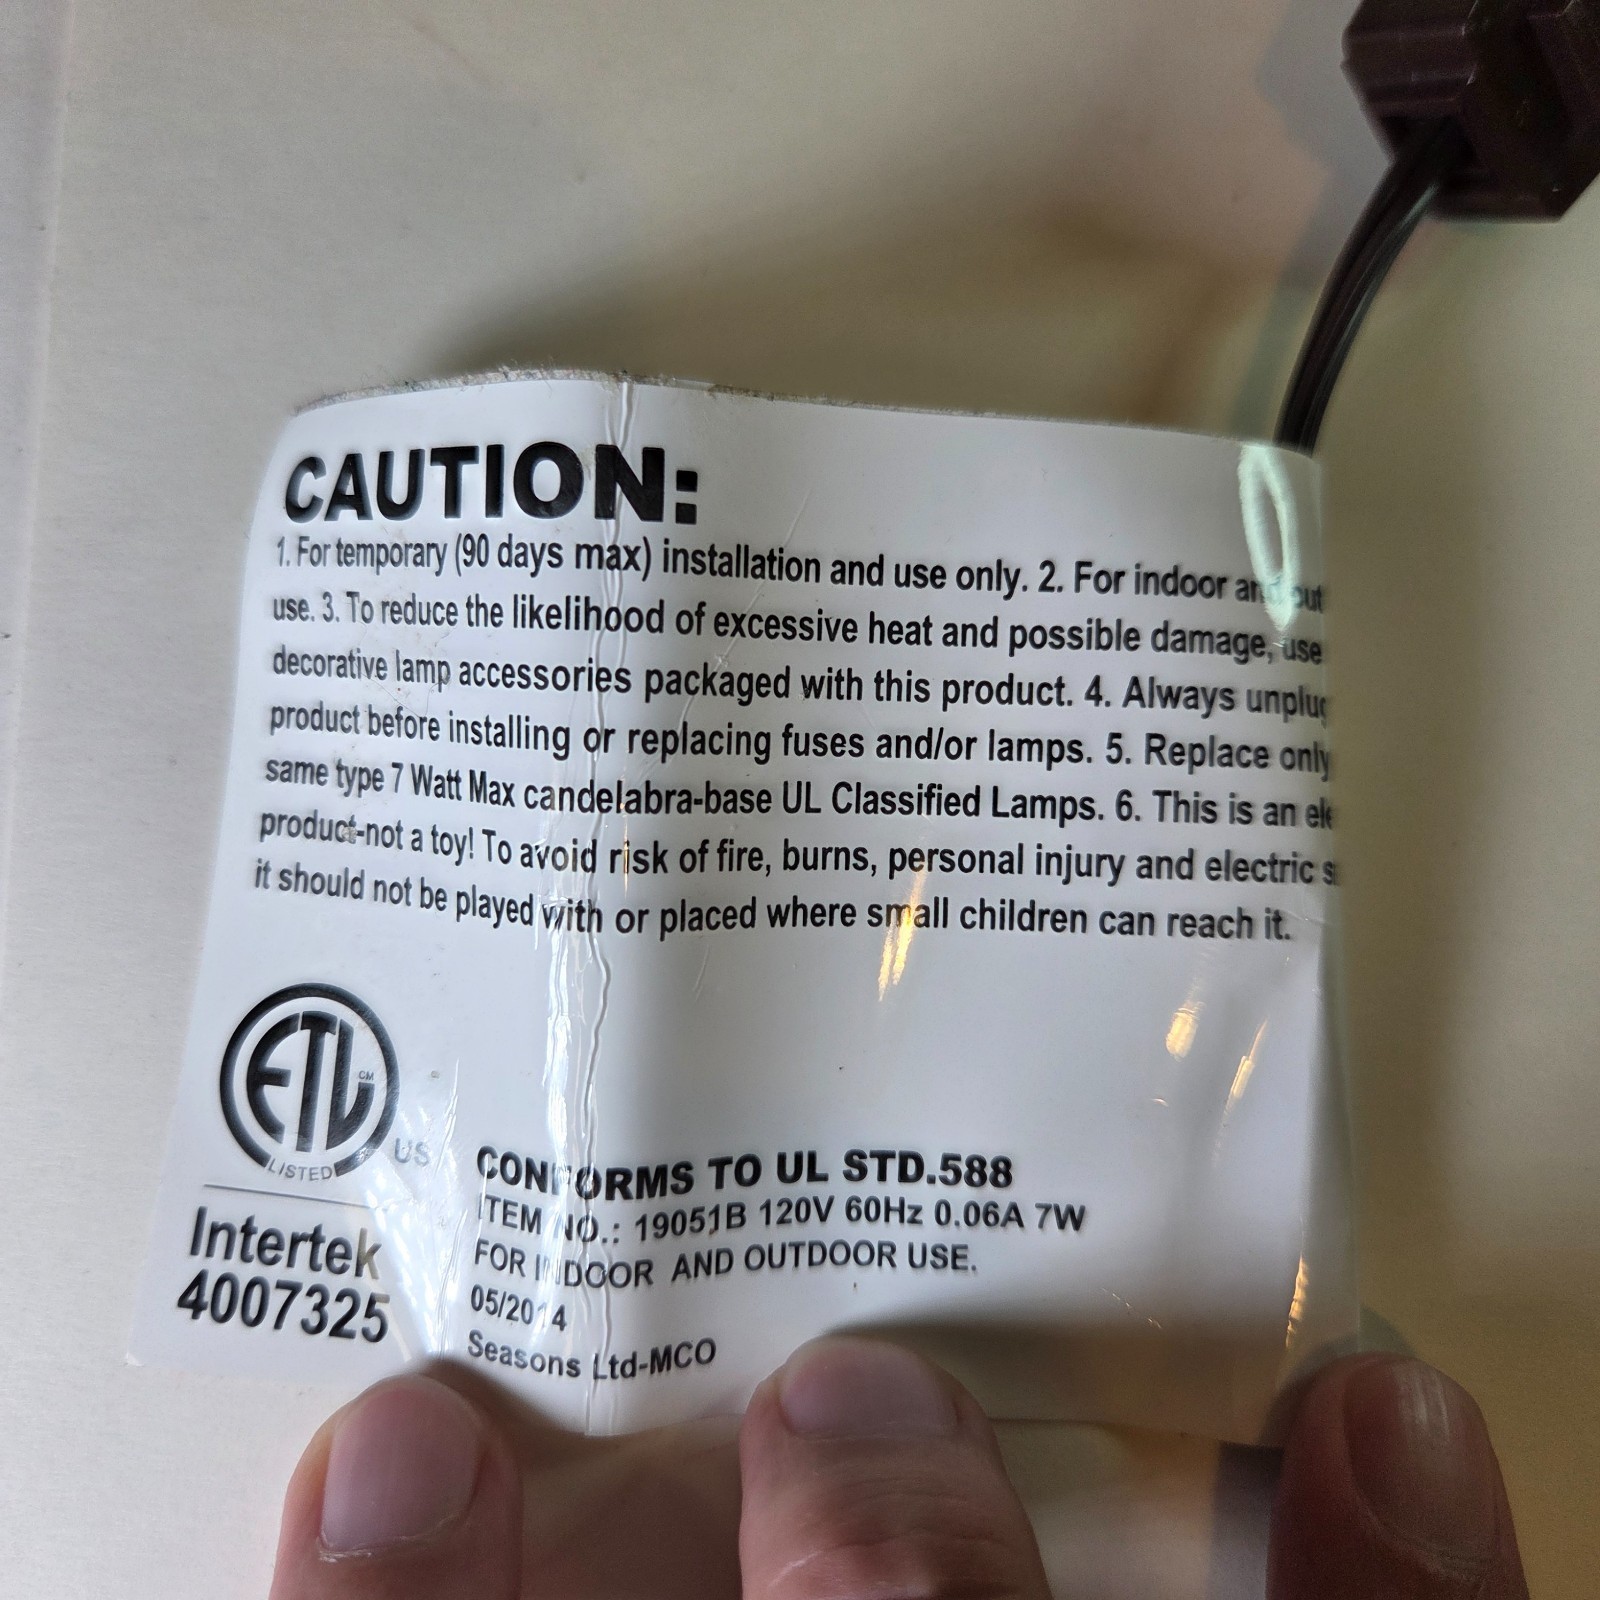 CAUTION:
1. For temporary (90 days max) installation and use only. 2. For indoor and out
use. 3. To reduce the likelihood of excessive heat and possible damage, use
decorative lamp accessories packaged with this product. 4. Always unplug
product before installing or replacing fuses and/or lamps. 5. Replace only
same type 7 Watt Max candelabra-base UL Classified Lamps. 6. This is an ele
product-not a toy! To avoid risk of fire, burns, personal injury and electric s
it should not be played with or placed where small children can reach it.
ETL CM
LISTED
US
Intertek
4007325
CONFORMS TO UL STD.588
ITEM NO.: 19051B 120V 60Hz 0.06A 7W
FOR INDOOR AND OUTDOOR USE.
05/2014
Seasons Ltd-MCO